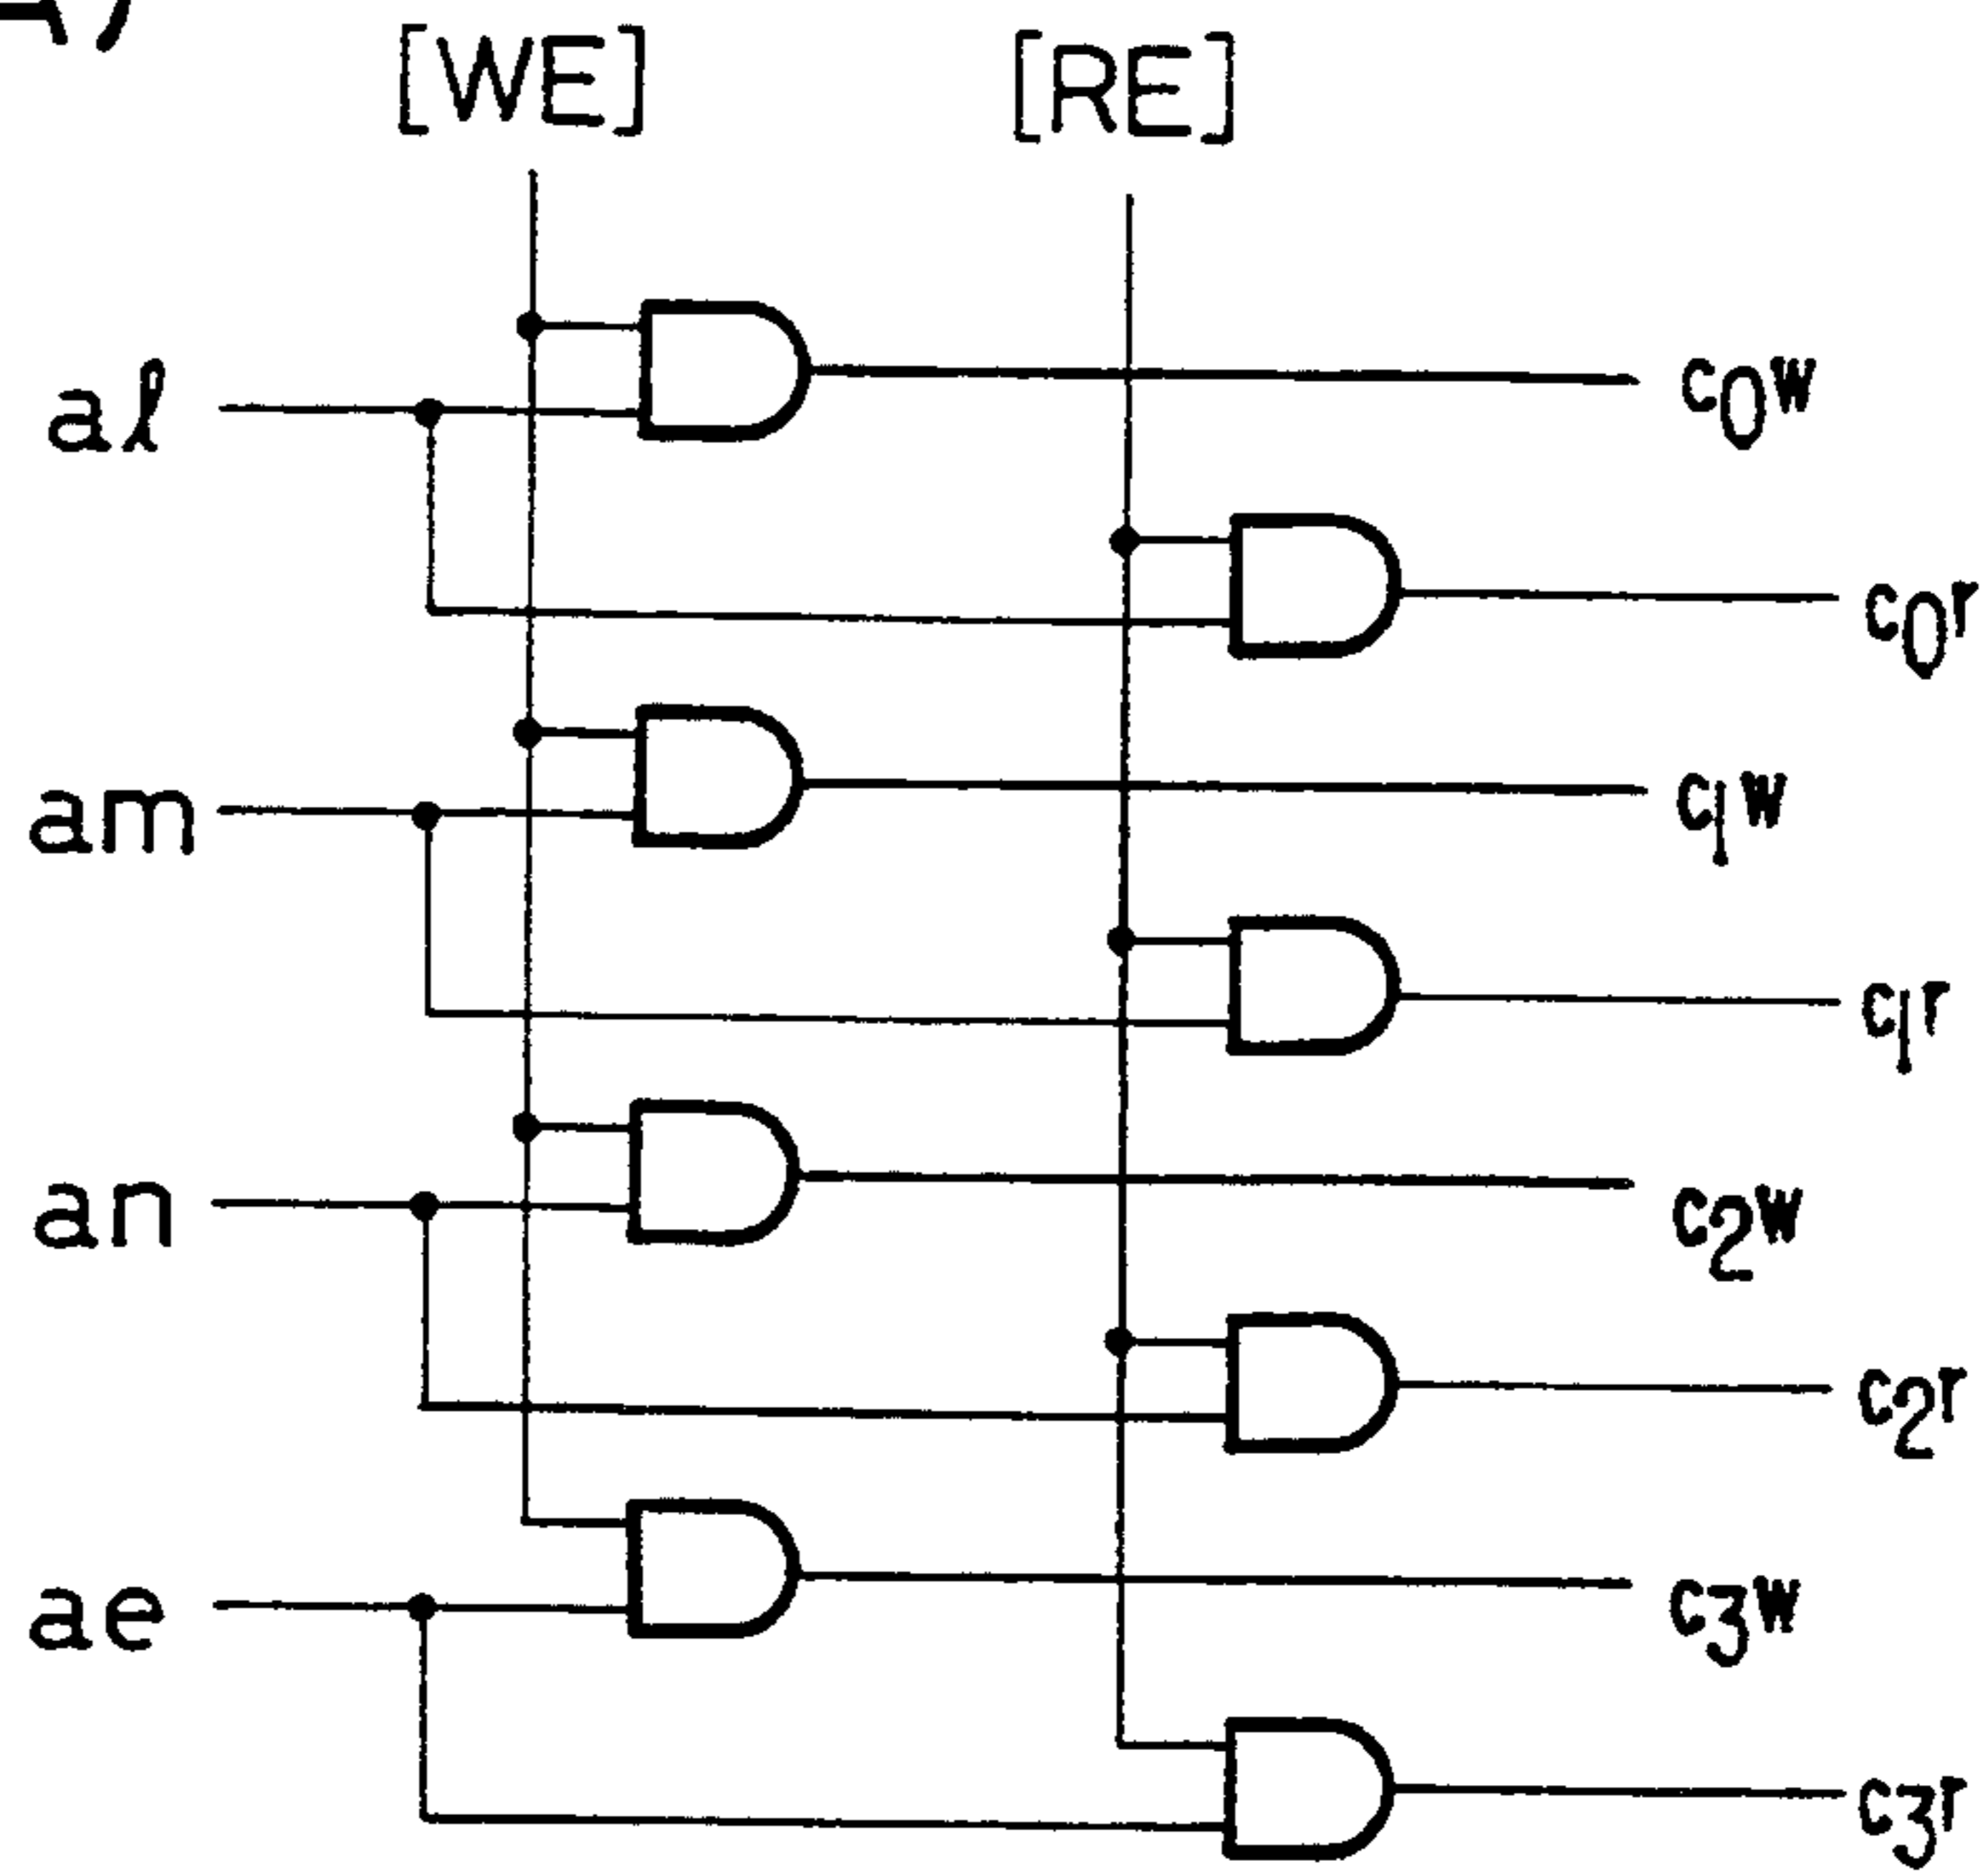 [WE] [RE]
aℓ
c₀w
c₀r
am
c₁w
c₁r
an
c₂w
c₂r
ae
c₃w
c₃r